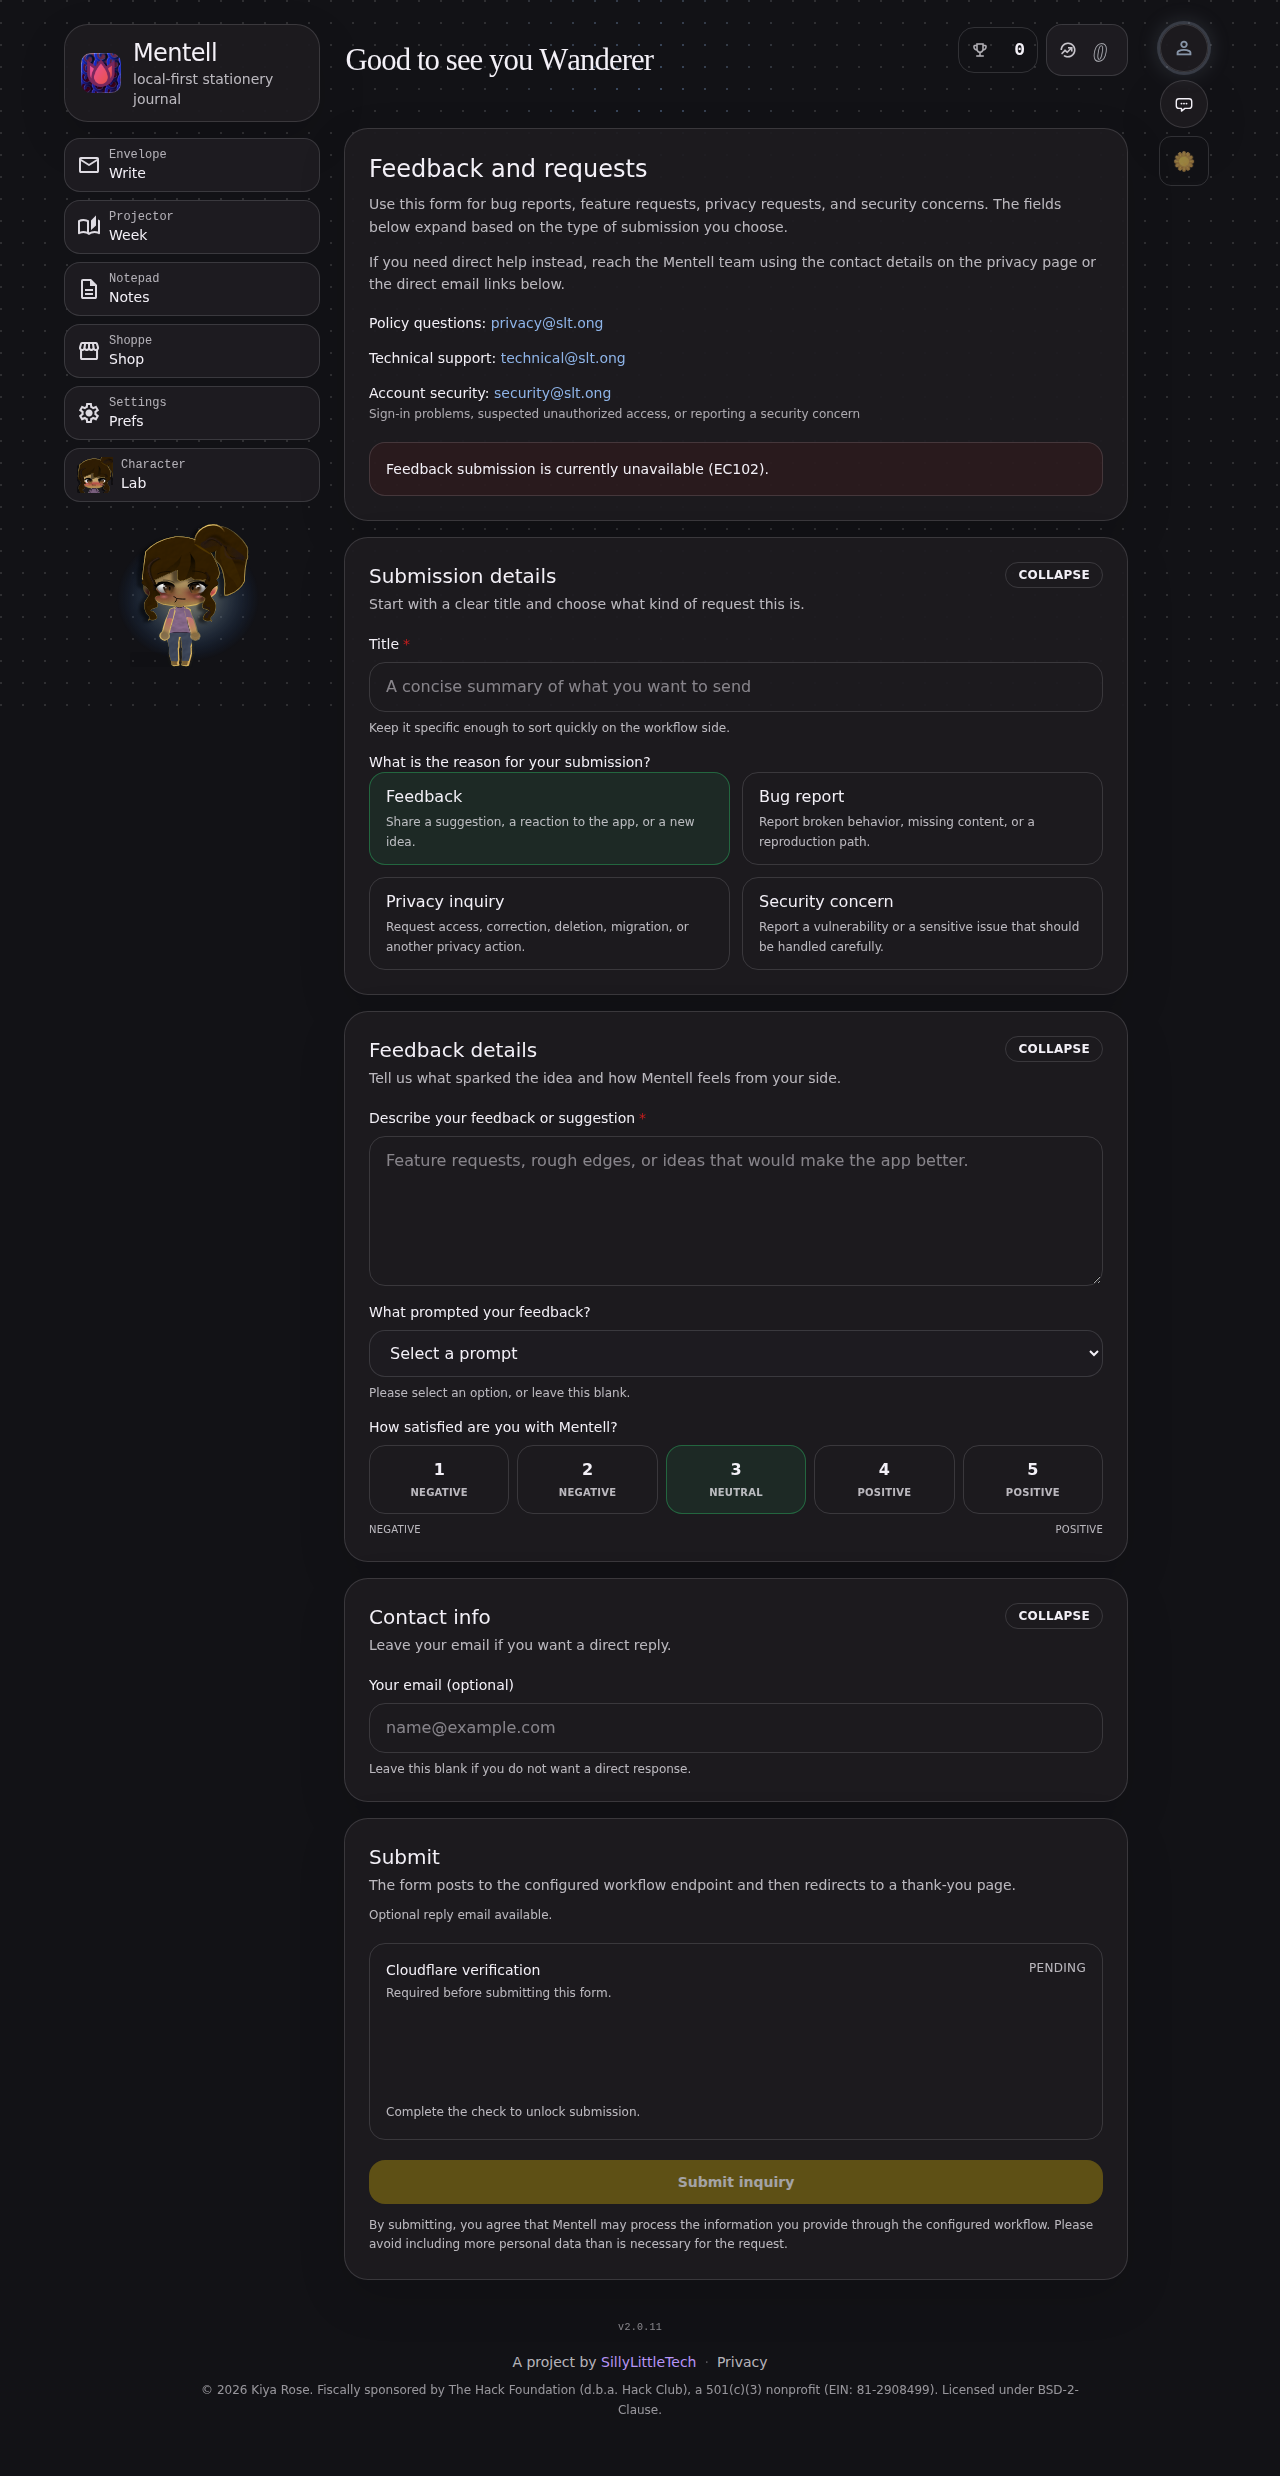 Mentell
local-first stationery
journal
Envelope
Write
Projector
Week
Notepad
Notes
Shoppe
Shop
Settings
Prefs
Character
Lab
Good to see you Wanderer
0
0
Feedback and requests
Use this form for bug reports, feature requests, privacy requests, and security concerns. The fields
below expand based on the type of submission you choose.
If you need direct help instead, reach the Mentell team using the contact details on the privacy page or
the direct email links below.
Policy questions: privacy@slt.ong
Technical support: technical@slt.ong
Account security: security@slt.ong
Sign-in problems, suspected unauthorized access, or reporting a security concern
Feedback submission is currently unavailable (EC102).
Submission details
COLLAPSE
Start with a clear title and choose what kind of request this is.
Title *
A concise summary of what you want to send
Keep it specific enough to sort quickly on the workflow side.
What is the reason for your submission?
Feedback
Share a suggestion, a reaction to the app, or a new
idea.
Bug report
Report broken behavior, missing content, or a
reproduction path.
Privacy inquiry
Request access, correction, deletion, migration, or
another privacy action.
Security concern
Report a vulnerability or a sensitive issue that should
be handled carefully.
Feedback details
COLLAPSE
Tell us what sparked the idea and how Mentell feels from your side.
Describe your feedback or suggestion *
Feature requests, rough edges, or ideas that would make the app better.
What prompted your feedback?
Select a prompt
Please select an option, or leave this blank.
How satisfied are you with Mentell?
1
NEGATIVE
2
NEGATIVE
3
NEUTRAL
4
POSITIVE
5
POSITIVE
NEGATIVE
POSITIVE
Contact info
COLLAPSE
Leave your email if you want a direct reply.
Your email (optional)
name@example.com
Leave this blank if you do not want a direct response.
Submit
The form posts to the configured workflow endpoint and then redirects to a thank-you page.
Optional reply email available.
Cloudflare verification
PENDING
Required before submitting this form.
Complete the check to unlock submission.
Submit inquiry
By submitting, you agree that Mentell may process the information you provide through the configured workflow. Please
avoid including more personal data than is necessary for the request.
v2.0.11
A project by SillyLittleTech · Privacy
© 2026 Kiya Rose. Fiscally sponsored by The Hack Foundation (d.b.a. Hack Club), a 501(c)(3) nonprofit (EIN: 81-2908499). Licensed under BSD-2-
Clause.